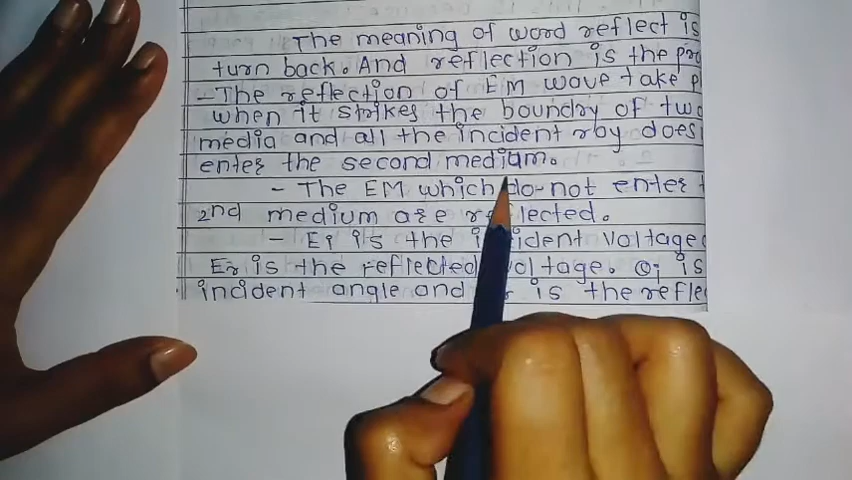 The meaning of word reflect is
turn back. And reflection is the pro
- The reflection of EM wave take p
when it strikes the boundry of two
media and all the incident ray does
enter the second medium.
- The EM which do-not enter t
2nd medium are reflected.
- Ei is the incident voltage
Er is the reflected voltage. Θi is
incident angle and is the refle